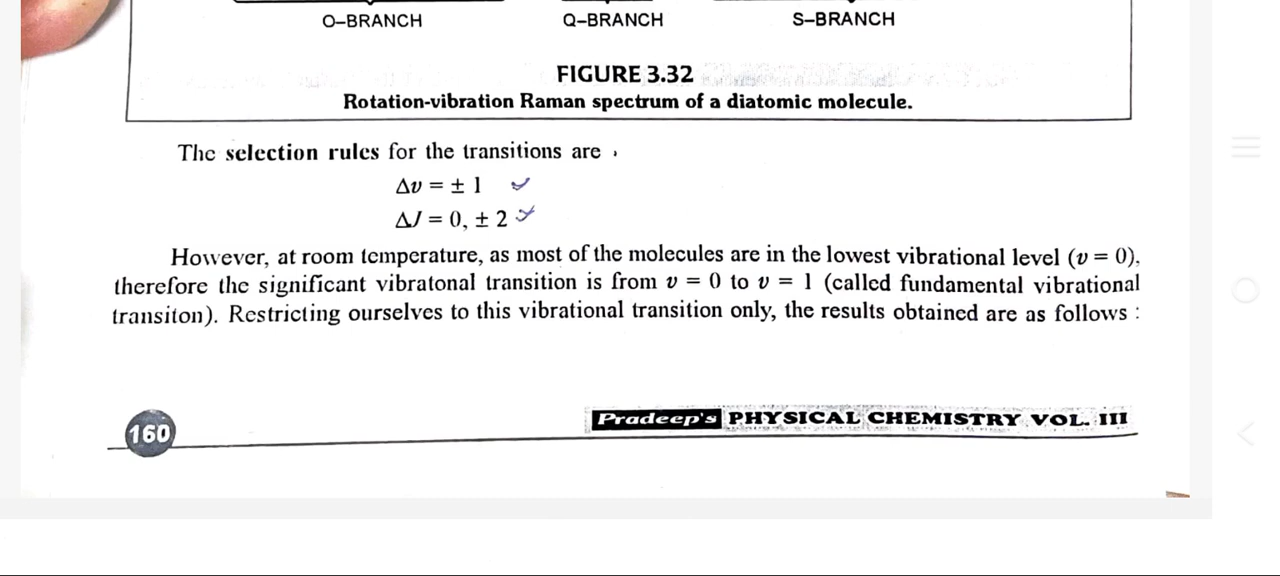 O–BRANCH Q–BRANCH S–BRANCH
FIGURE 3.32
Rotation-vibration Raman spectrum of a diatomic molecule.
The selection rules for the transitions are
Δv = ± 1
ΔJ = 0, ± 2
However, at room temperature, as most of the molecules are in the lowest vibrational level (v = 0),
therefore the significant vibratonal transition is from v = 0 to v = 1 (called fundamental vibrational
transiton). Restricting ourselves to this vibrational transition only, the results obtained are as follows :
160
Pradeep's PHYSICAL CHEMISTRY VOL. III